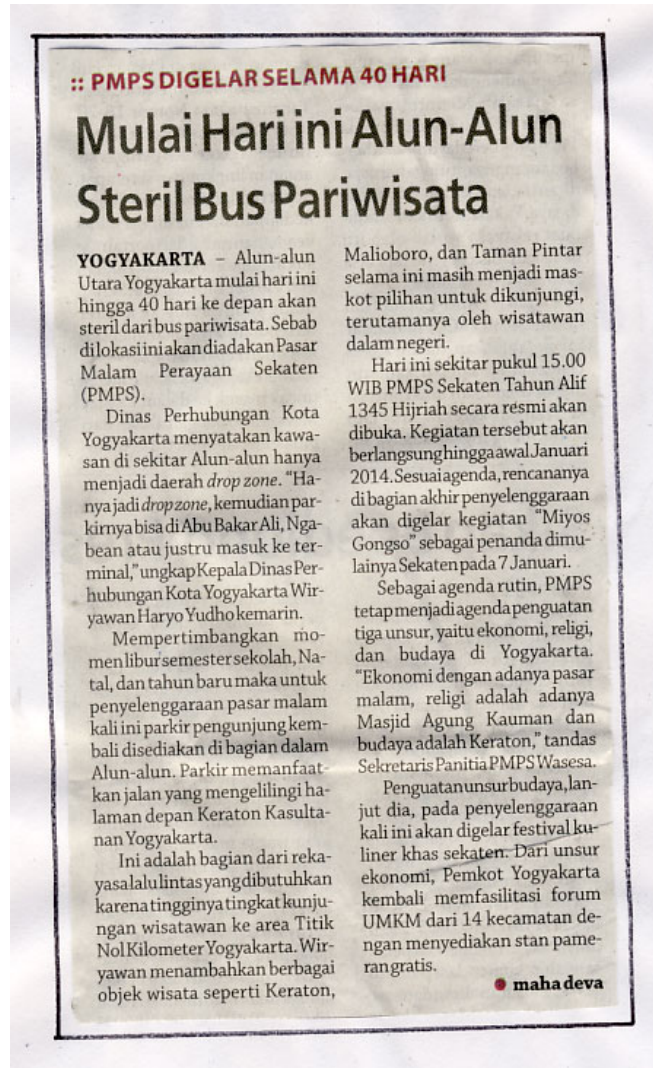 :: PMPS DIGELAR SELAMA 40 HARI
Mulai Hari ini Alun-Alun
Steril Bus Pariwisata
YOGYAKARTA – Alun-alun
Utara Yogyakarta mulai hari ini
hingga 40 hari ke depan akan
steril dari bus pariwisata. Sebab
di lokasi ini akan diadakan Pasar
Malam Perayaan Sekaten
(PMPS).
Dinas Perhubungan Kota
Yogyakarta menyatakan kawa-
san di sekitar Alun-alun hanya
menjadi daerah drop zone. “Ha-
nya jadi drop zone, kemudian par-
kirnya bisa di Abu Bakar Ali, Nga-
bean atau justru masuk ke ter-
minal,” ungkap Kepala Dinas Per-
hubungan Kota Yogyakarta Wir-
yawan Haryo Yudho kemarin.
Mempertimbangkan mo-
men libur semester sekolah, Na-
tal, dan tahun baru maka untuk
penyelenggaraan pasar malam
kali ini parkir pengunjung kem-
bali disediakan di bagian dalam
Alun-alun. Parkir memanfaat-
kan jalan yang mengelilingi ha-
laman depan Keraton Kasulta-
nan Yogyakarta.
Ini adalah bagian dari reka-
yasa lalu lintas yang dibutuhkan
karena tingginya tingkat kunju-
ngan wisatawan ke area Titik
Nol Kilometer Yogyakarta. Wir-
yawan menambahkan berbagai
objek wisata seperti Keraton,
Malioboro, dan Taman Pintar
selama ini masih menjadi mas-
kot pilihan untuk dikunjungi,
terutamanya oleh wisatawan
dalam negeri.
Hari ini sekitar pukul 15.00
WIB PMPS Sekaten Tahun Alif
1345 Hijriah secara resmi akan
dibuka. Kegiatan tersebut akan
berlangsung hingga awal Januari
2014. Sesuai agenda, rencananya
di bagian akhir penyelenggaraan
akan digelar kegiatan “Miyos
Gongso” sebagai penanda dimu-
lainya Sekaten pada 7 Januari.
Sebagai agenda rutin, PMPS
tetap menjadi agenda penguatan
tiga unsur, yaitu ekonomi, religi,
dan budaya di Yogyakarta.
“Ekonomi dengan adanya pasar
malam, religi adalah adanya
Masjid Agung Kauman dan
budaya adalah Keraton,” tandas
Sekretaris Panitia PMPS Wasesa.
Penguatan unsur budaya, lan-
jut dia, pada penyelenggaraan
kali ini akan digelar festival ku-
liner khas sekaten. Dari unsur
ekonomi, Pemkot Yogyakarta
kembali memfasilitasi forum
UMKM dari 14 kecamatan de-
ngan menyediakan stan pame-
ran gratis.
● maha deva